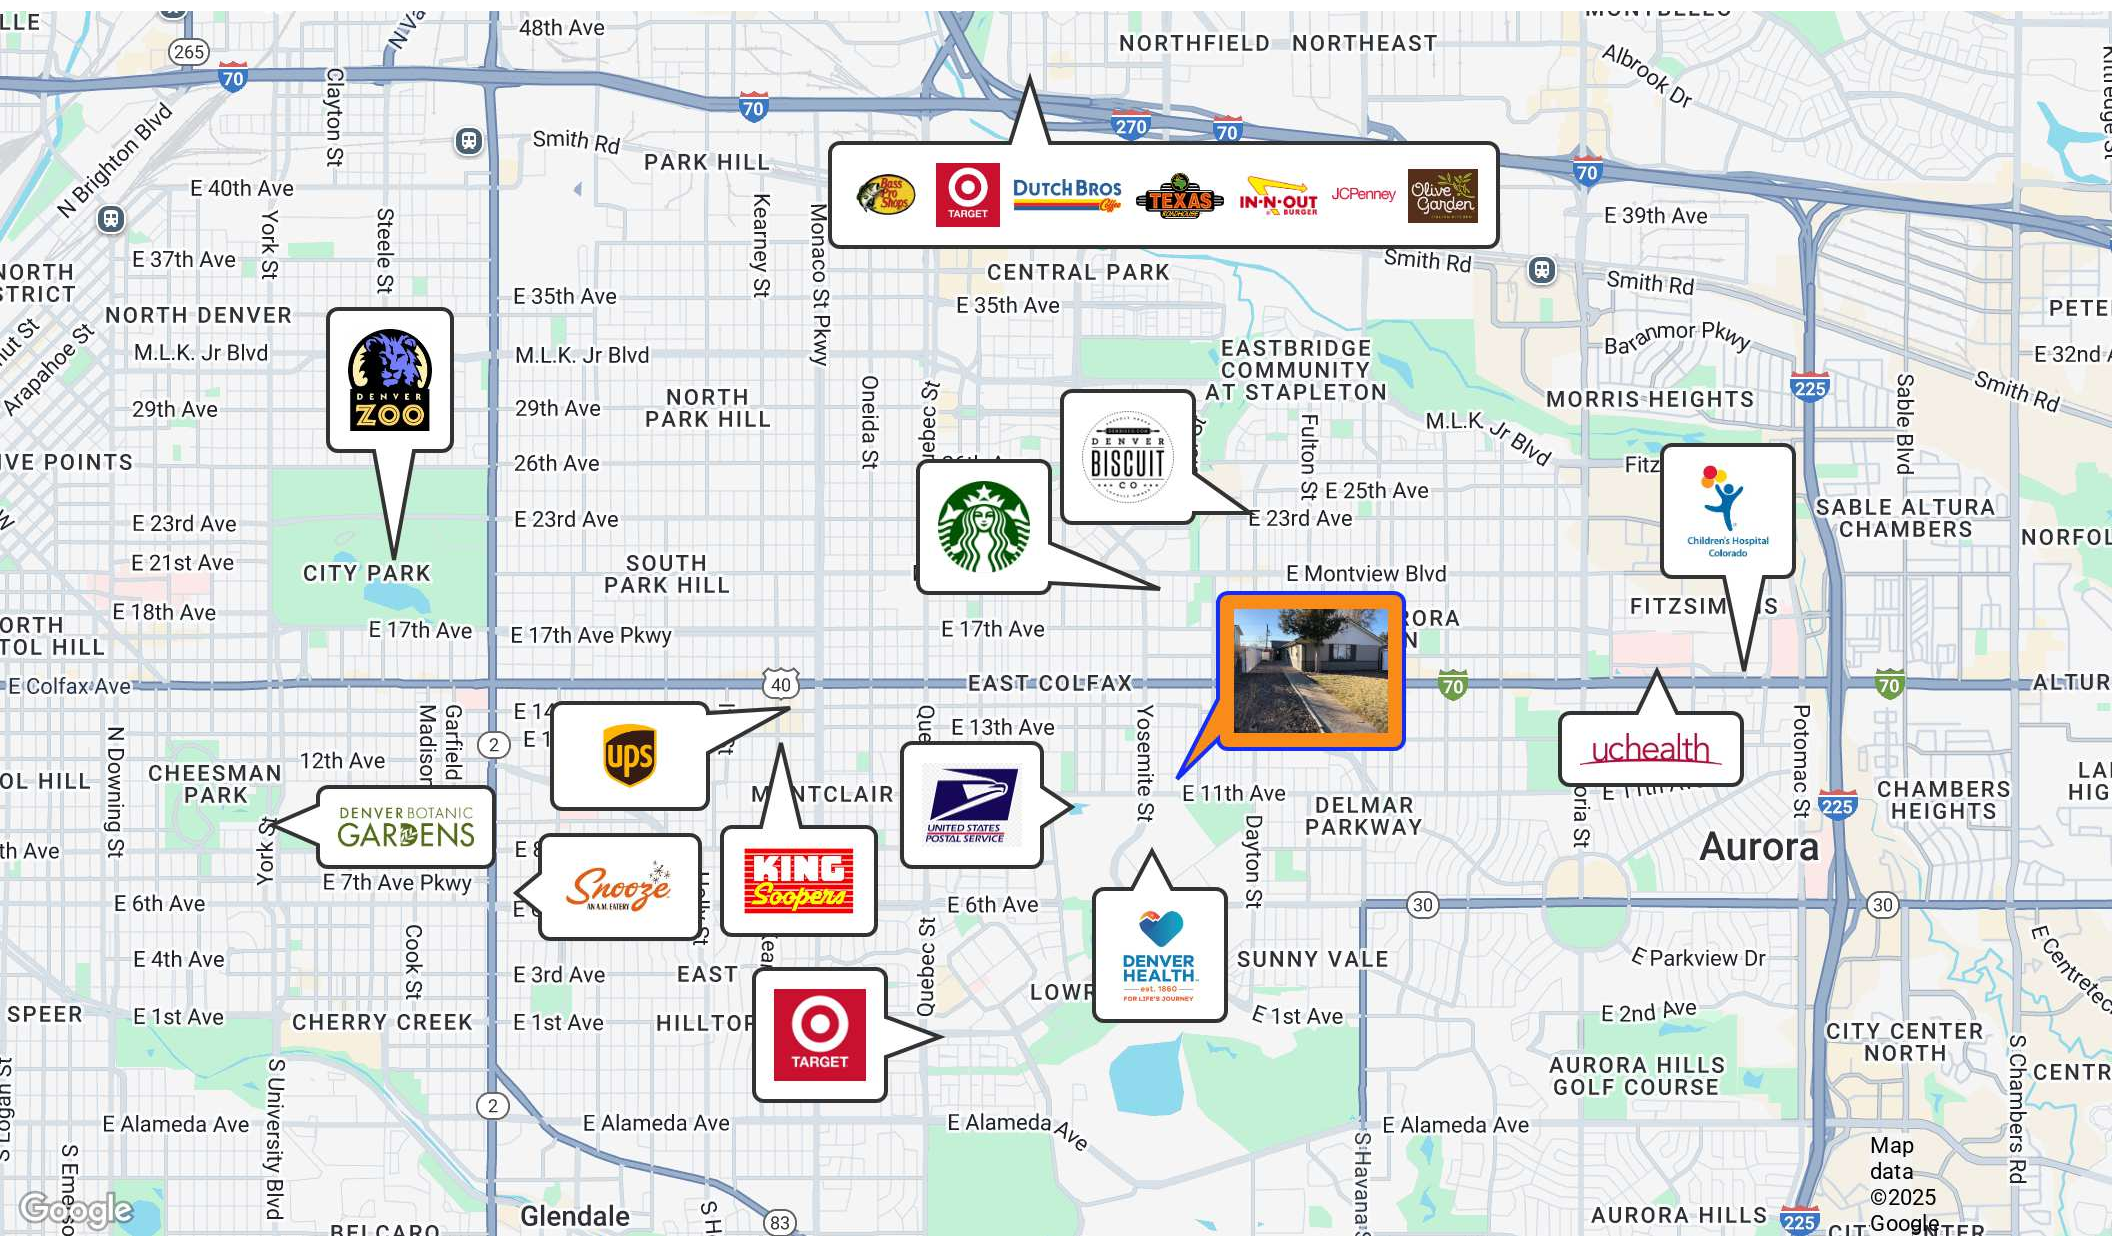 48th Ave
NORTHFIELD
NORTHEAST
265
70
Clayton St
N Brighton Blvd
70
270
70
Albrook Dr
Smith Rd
PARK HILL
70
E 40th Ave
York St
Steele St
Kearney St
Monaco St Pkwy
Bass
Pro
Shops
TARGET
DUTCH BROS
Coffee
TEXAS
ROADHOUSE
IN-N-OUT
BURGER
JCPenney
Olive
Garden
E 39th Ave
E 37th Ave
CENTRAL PARK
Smith Rd
Smith Rd
E 35th Ave
E 35th Ave
NORTH DENVER
Arapahoe St
M.L.K. Jr Blvd
M.L.K. Jr Blvd
DENVER
ZOO
EASTBRIDGE
COMMUNITY
AT STAPLETON
Baranmor Pkwy
225
Smith Rd
Sable Blvd
29th Ave
29th Ave
NORTH
PARK HILL
Oneida St
MORRIS HEIGHTS
M.L.K. Jr Blvd
Fulton St
DENVER
BISCUIT
CO
26th Ave
E 25th Ave
Children's Hospital
Colorado
SABLE ALTURA
CHAMBERS
E 23rd Ave
E 23rd Ave
E 23rd Ave
E 21st Ave
CITY PARK
SOUTH
PARK HILL
E Montview Blvd
E 18th Ave
E 17th Ave
E 17th Ave Pkwy
E 17th Ave
E Colfax Ave
40
EAST COLFAX
70
70
N Downing St
Madison
Garfield
E 13th Ave
Yosemite St
Potomac St
2
12th Ave
ups
uchealth
CHEESMAN
PARK
UNITED STATES
POSTAL SERVICE
E 11th Ave
DELMAR
PARKWAY
225
CHAMBERS
HEIGHTS
DENVER BOTANIC
GARDENS
York St
Aurora
Dayton St
E 7th Ave Pkwy
Snooze
AN A.M. EATERY
KING
Soopers
E 6th Ave
E 6th Ave
30
30
Cook St
Quebec St
DENVER
HEALTH
est. 1860
FOR LIFE'S JOURNEY
SUNNY VALE
E 4th Ave
E 3rd Ave
EAST
E Parkview Dr
SPEER
E 1st Ave
CHERRY CREEK
E 1st Ave
TARGET
E 1st Ave
E 2nd Ave
CITY CENTER
NORTH
S University Blvd
AURORA HILLS
GOLF COURSE
S Chambers Rd
2
E Alameda Ave
E Alameda Ave
E Alameda Ave
E Alameda Ave
Map
data
©2025
Google
Google
Glendale
83
AURORA HILLS
225